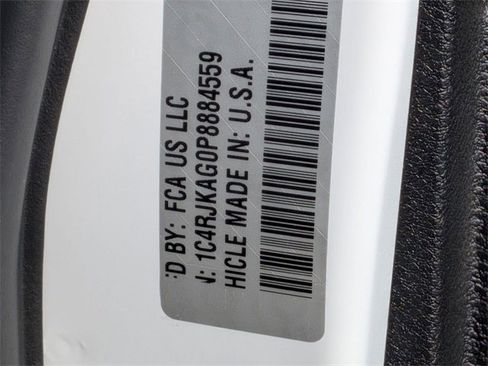 D BY: FCA US LLC
N: 1C4RJKAG0P8884559
HICLE MADE IN: U.S.A.